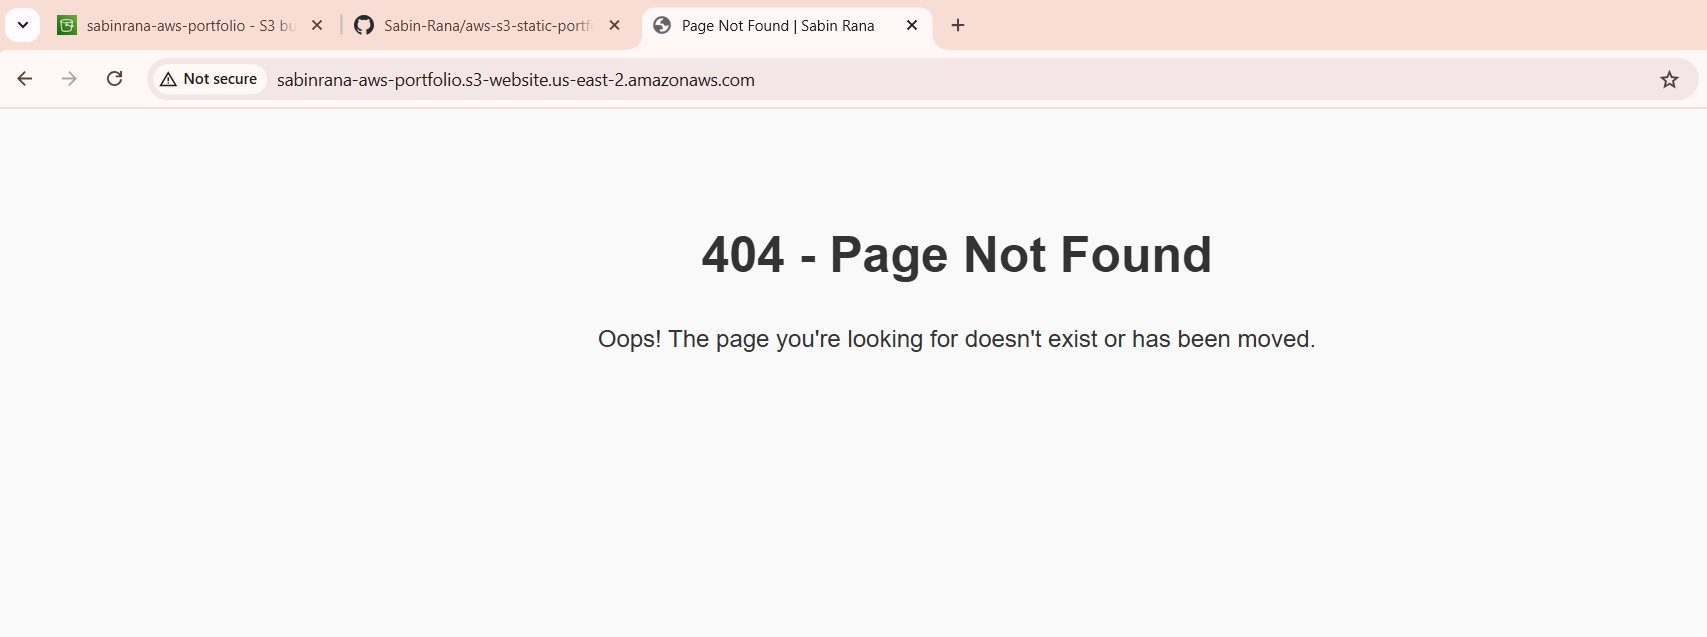 sabinrana-aws-portfolio - S3 bu
Sabin-Rana/aws-s3-static-portf
Page Not Found | Sabin Rana
Not secure
sabinrana-aws-portfolio.s3-website.us-east-2.amazonaws.com
404 - Page Not Found
Oops! The page you're looking for doesn't exist or has been moved.